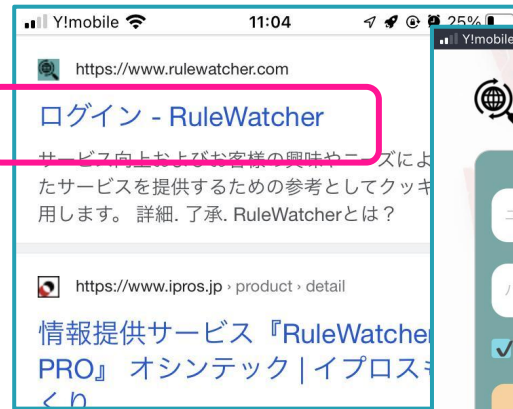 Y!mobile 11:04 25%
https://www.rulewatcher.com
ログイン - RuleWatcher
サービス向上およびお客様の興味やニーズによ
たサービスを提供するための参考としてクッキ
用します。 詳細. 了承. RuleWatcherとは？
https://www.ipros.jp › product › detail
情報提供サービス『RuleWatche
PRO』 オシンテック | イプロス
くり
Y!mobile